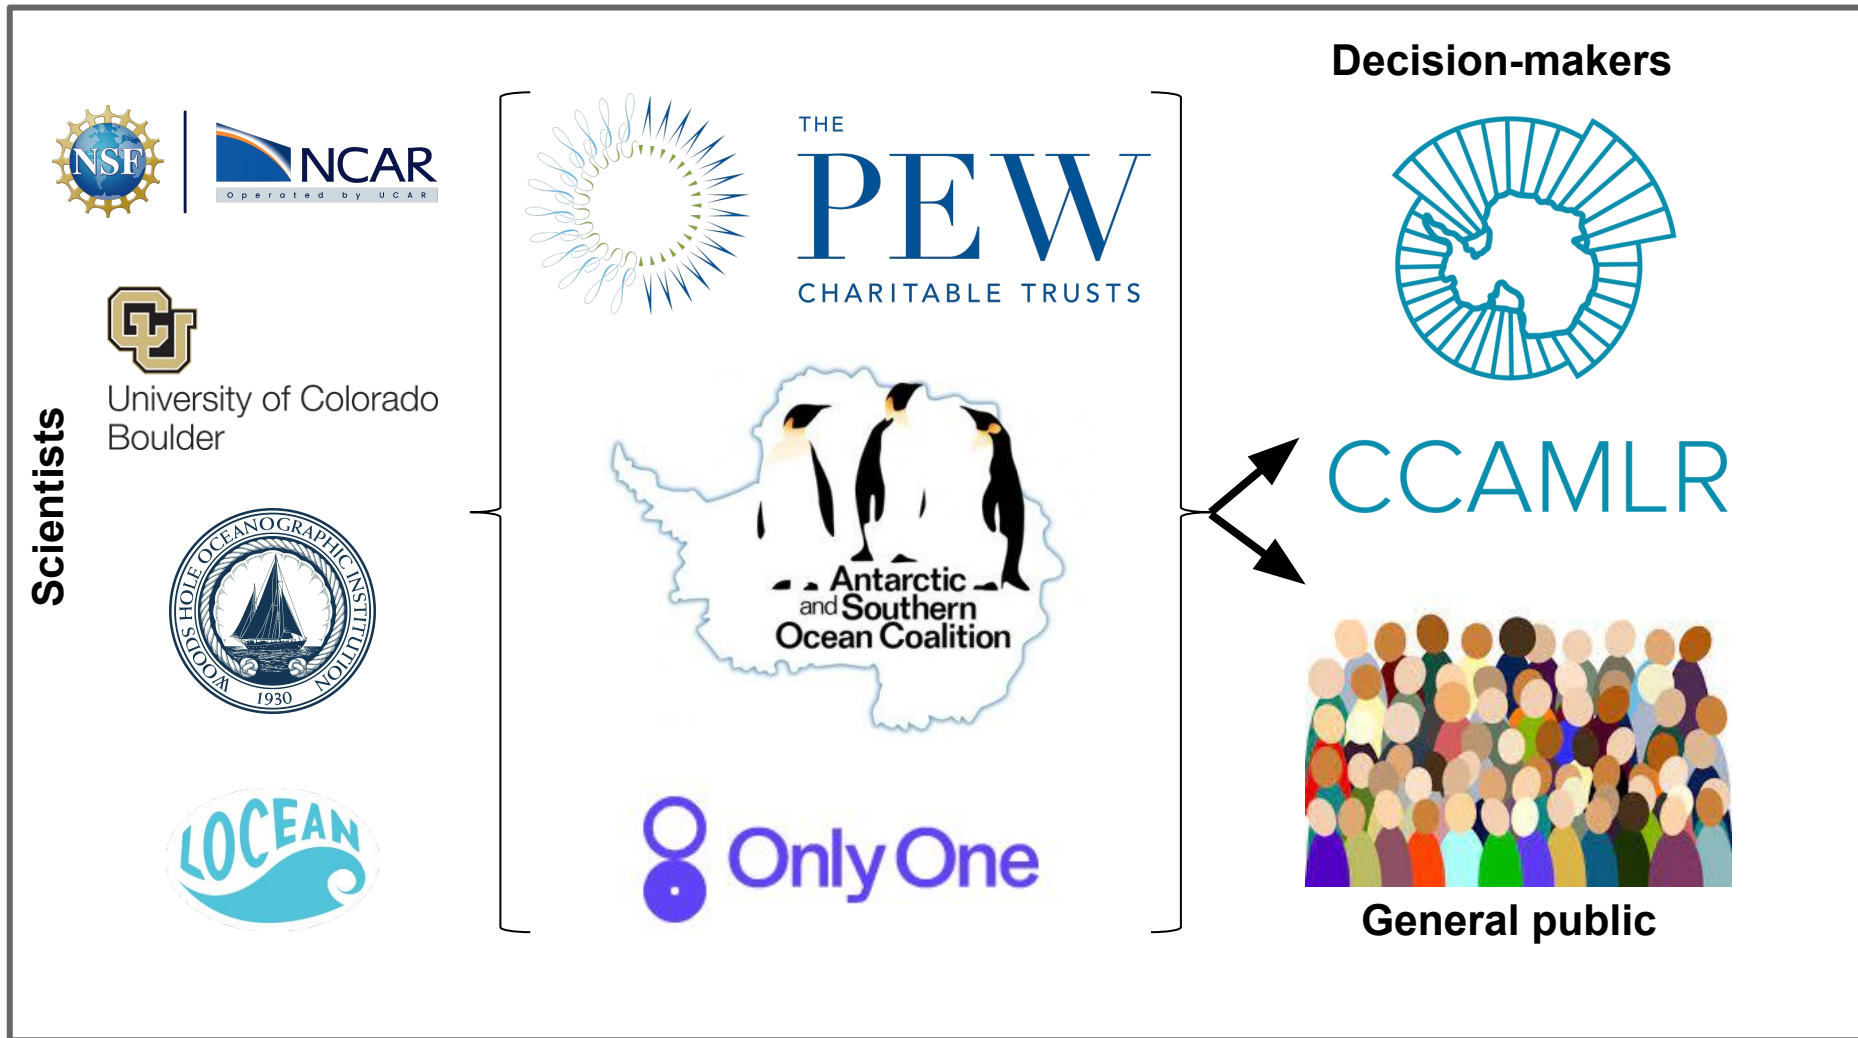 Scientists
NSF
NCAR
Operated by UCAR
CU
University of Colorado
Boulder
WOODS HOLE OCEANOGRAPHIC INSTITUTION
1930
LOCEAN
THE
PEW
CHARITABLE TRUSTS
Antarctic
and Southern
Ocean Coalition
Only One
Decision-makers
CCAMLR
General public